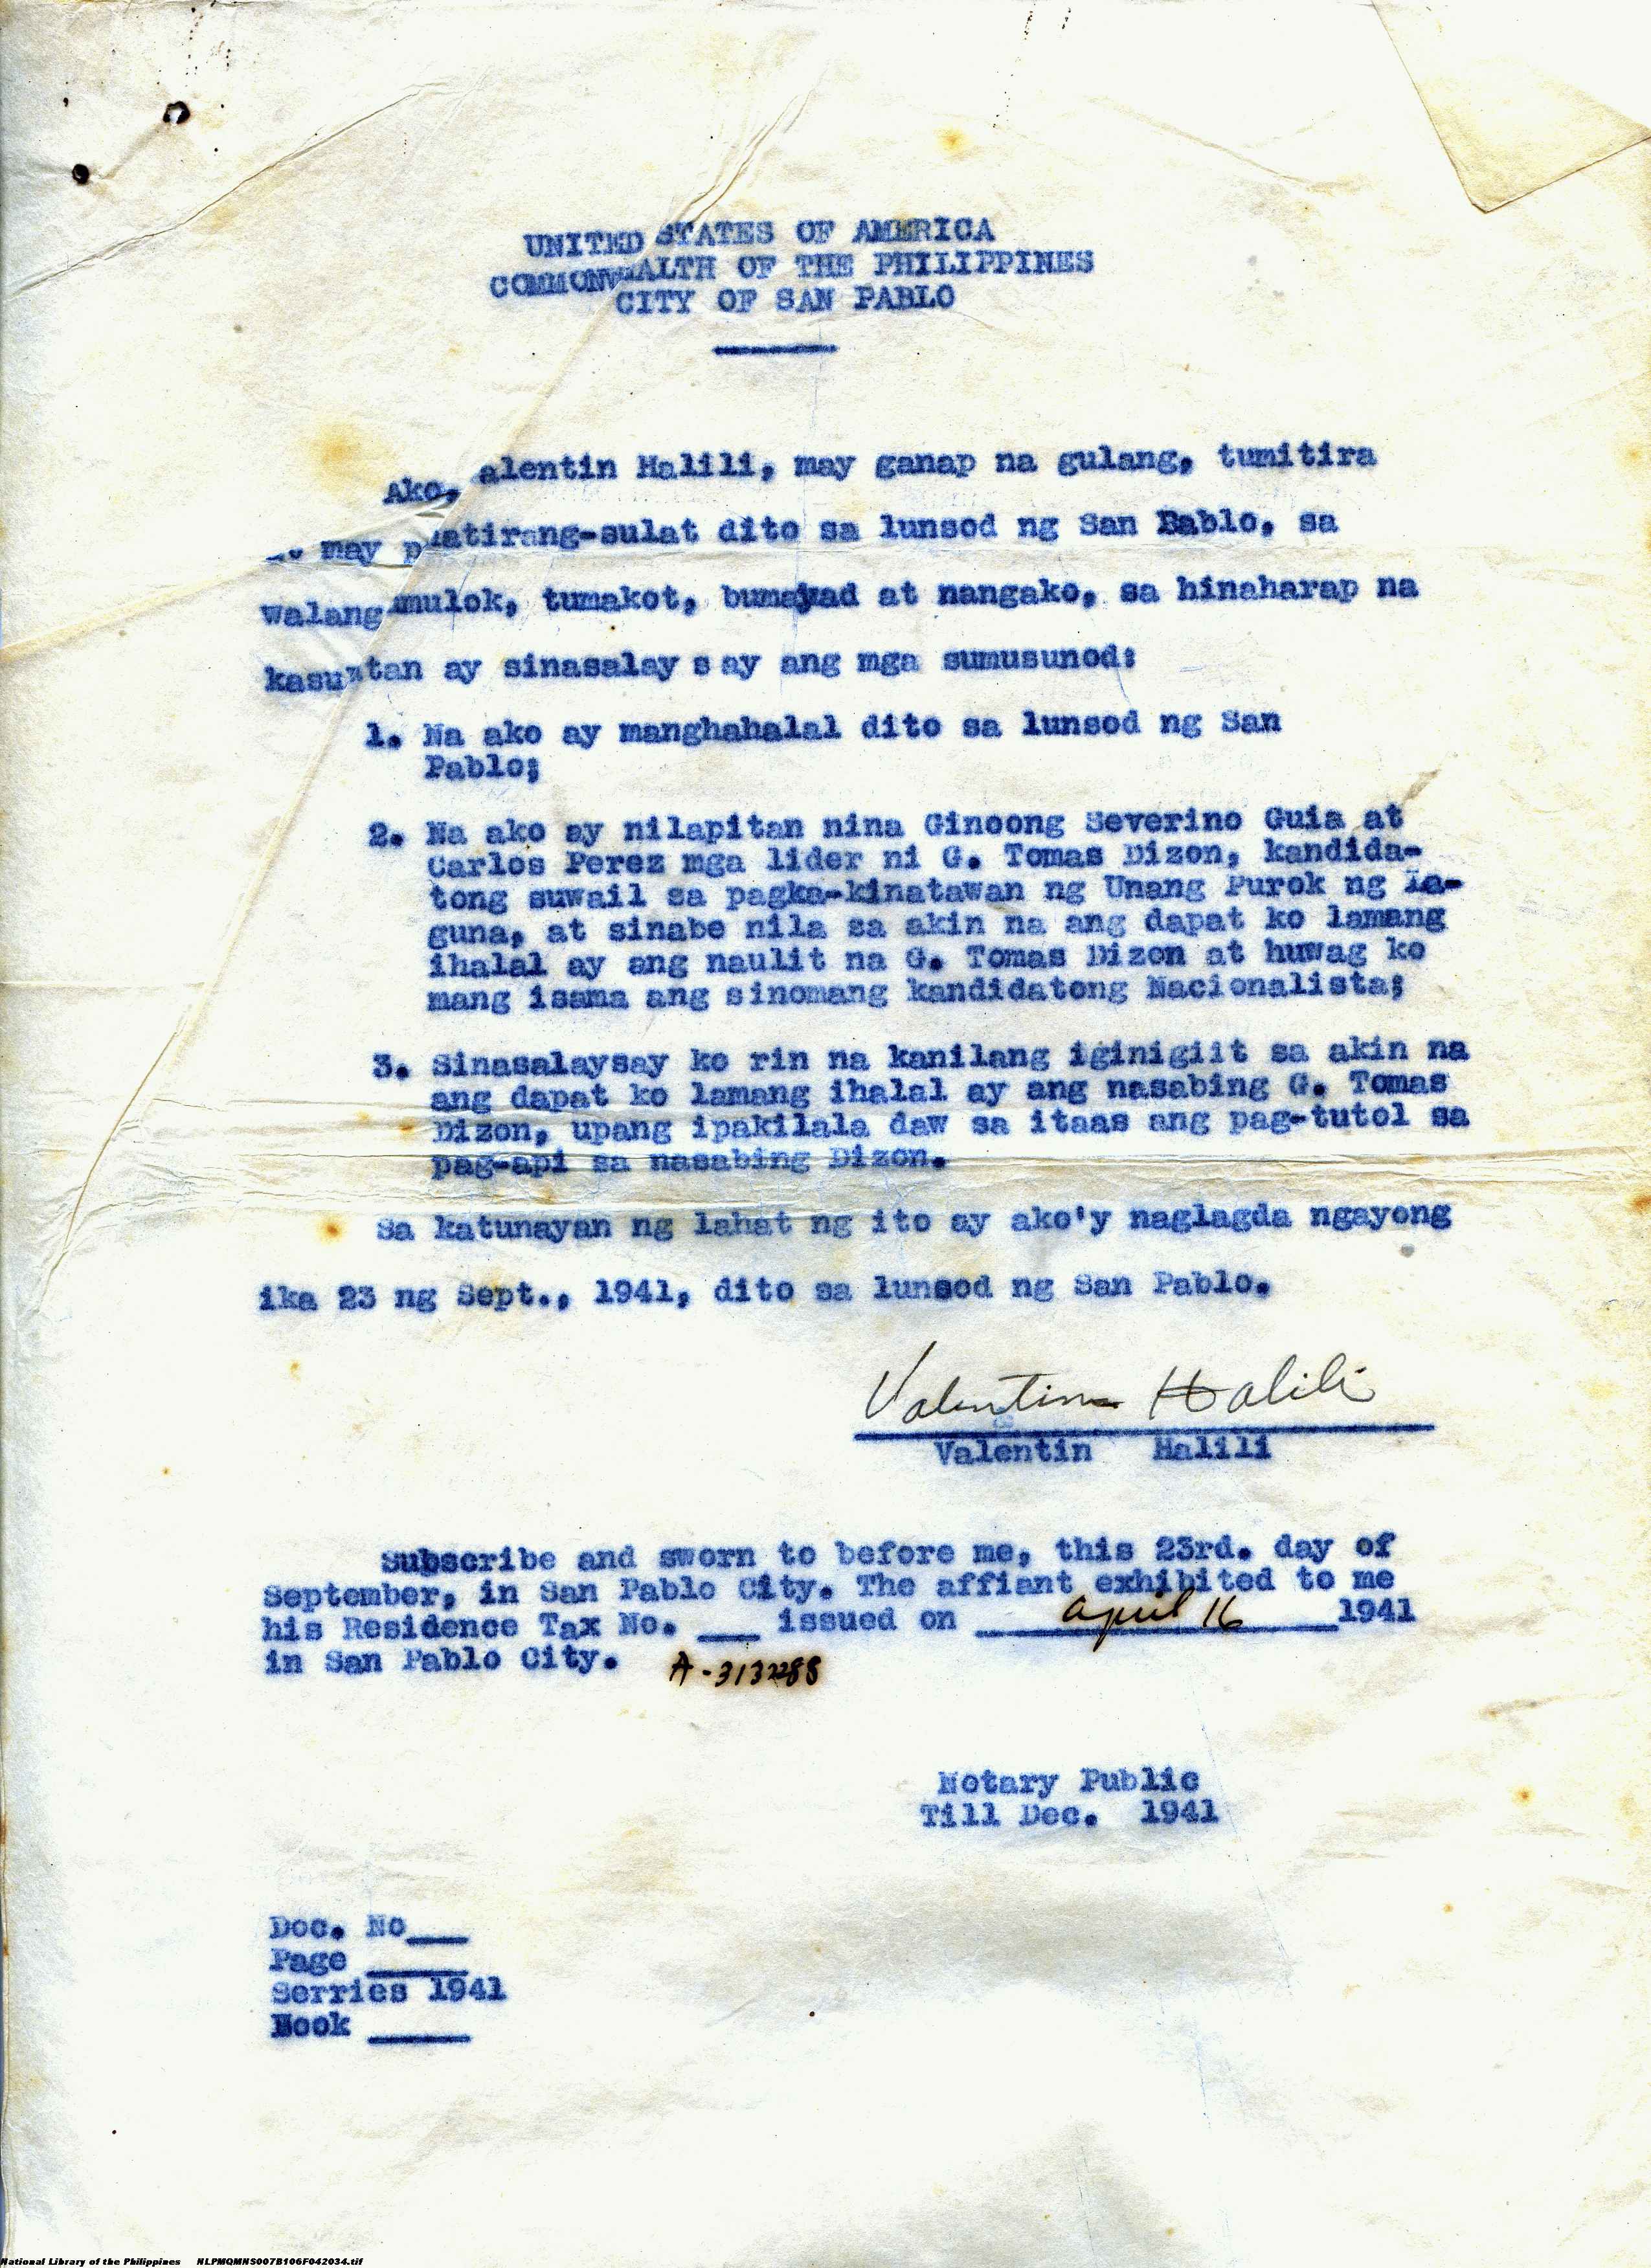 UNITED STATES OF AMERICA
COMMONWEALTH OF THE PHILIPPINES
CITY OF SAN PABLO
Ako, alentin Halili, may ganap na gulang, tumitira
may p atirang-sulat dito sa lunsod ng San Bablo, sa
walang mulok, tumakot, bumayad at nangako, sa hinaharap na
kasuatan ay sinasalay s ay ang mga sumusunod:
1. Na ako ay manghahalal dito sa lunsod ng San
Pablo;
2. Na ako ay nilapitan nina Ginoong Severino Guia at
Carlos Perez mga lider ni G. Tomas Dizon, kandida-
tong suwail sa pagka-kinatawan ng Unang Purok ng La-
guna, at sinabe nila sa akin na ang dapat ko lamang
ihalal ay ang naulit na G. Tomas Dizon at huwag ko
mang isama ang sinomang kandidatong Nacionalista;
3. Sinasalaysay ko rin na kanilang iginigiit sa akin na
ang dapat ko lamang ihalal ay ang nasabing G. Tomas
Dizon, upang ipakilala daw sa itaas ang pag-tutol sa
pag-api sa nasabing Dizon.
Sa katunayan ng lahat ng ito ay ako'y naglagda ngayong
ika 23 ng Sept., 1941, dito sa lunsod ng San Pablo.
Valentin Halili
Valentin Halili
Subscribe and sworn to before me, this 23rd. day of
September, in San Pablo City. The affiant exhibited to me
his Residence Tax No. ___ issued on april 16 1941
in San Pablo City. A-313288
Notary Public
Till Dec. 1941
Doc. No___
Page _____
Serries 1941
Book _____
National Library of the Philippines NLPMQMNS007B106F042034.tif